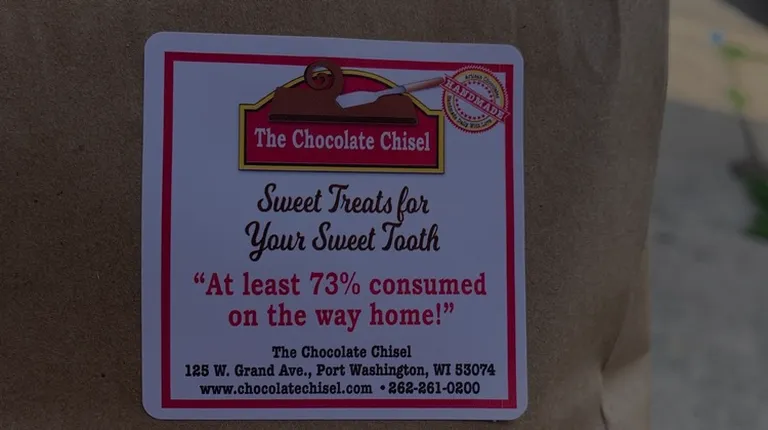 The Chocolate Chisel
HANDMADE
Sweet Treats for
Your Sweet Tooth
“At least 73% consumed
on the way home!”
The Chocolate Chisel
125 W. Grand Ave., Port Washington, WI 53074
www.chocolatechisel.com • 262-261-0200